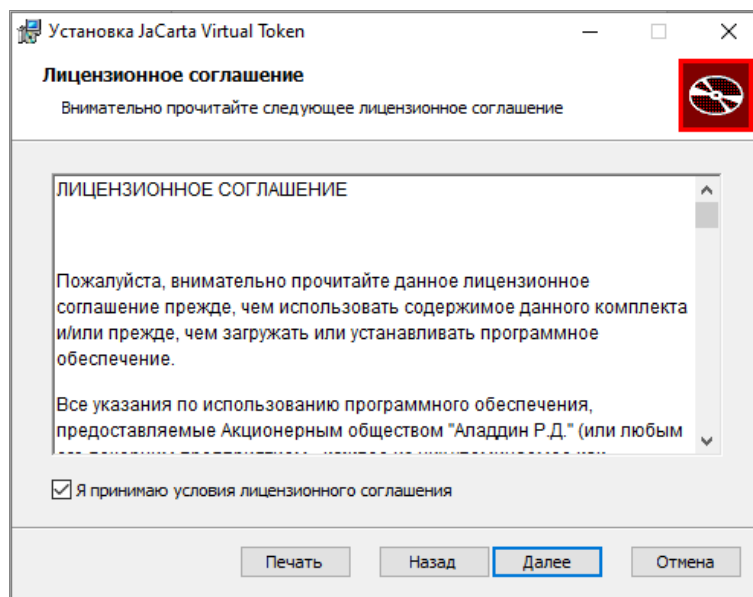 Установка JaCarta Virtual Token
Лицензионное соглашение
Внимательно прочитайте следующее лицензионное соглашение
ЛИЦЕНЗИОННОЕ СОГЛАШЕНИЕ
Пожалуйста, внимательно прочитайте данное лицензионное
соглашение прежде, чем использовать содержимое данного комплекта
и/или прежде, чем загружать или устанавливать программное
обеспечение.
Все указания по использованию программного обеспечения,
предоставляемые Акционерным обществом "Аладдин Р.Д." (или любым
Я принимаю условия лицензионного соглашения
Печать Назад Далее Отмена